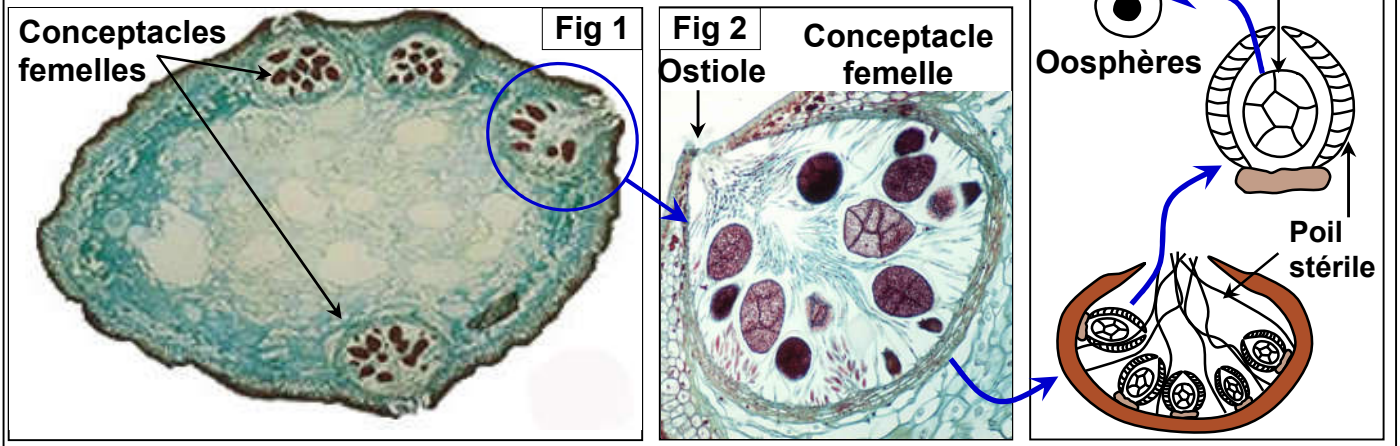 Conceptacles
femelles
Fig 1
Fig 2
Ostiole
Conceptacle
femelle
Oosphères
Poil
stérile